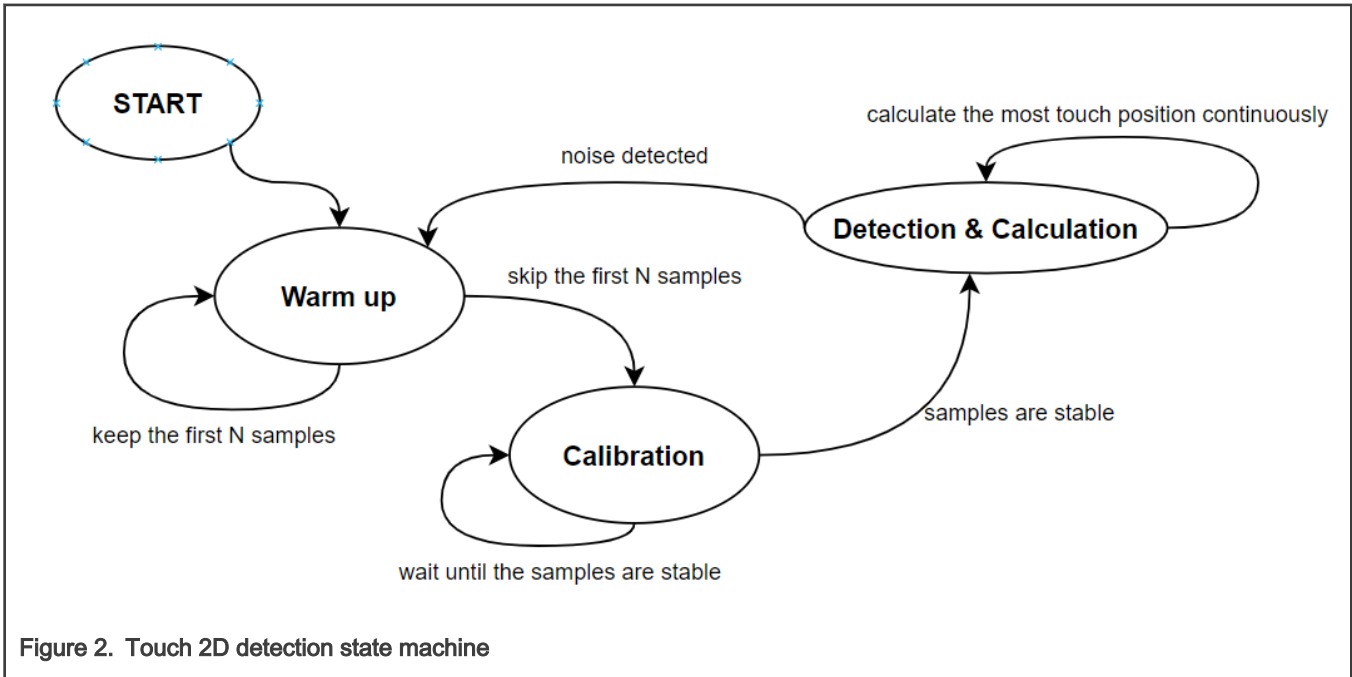 START
calculate the most touch position continuously
noise detected
Detection & Calculation
skip the first N samples
Warm up
samples are stable
keep the first N samples
Calibration
wait until the samples are stable
Figure 2. Touch 2D detection state machine